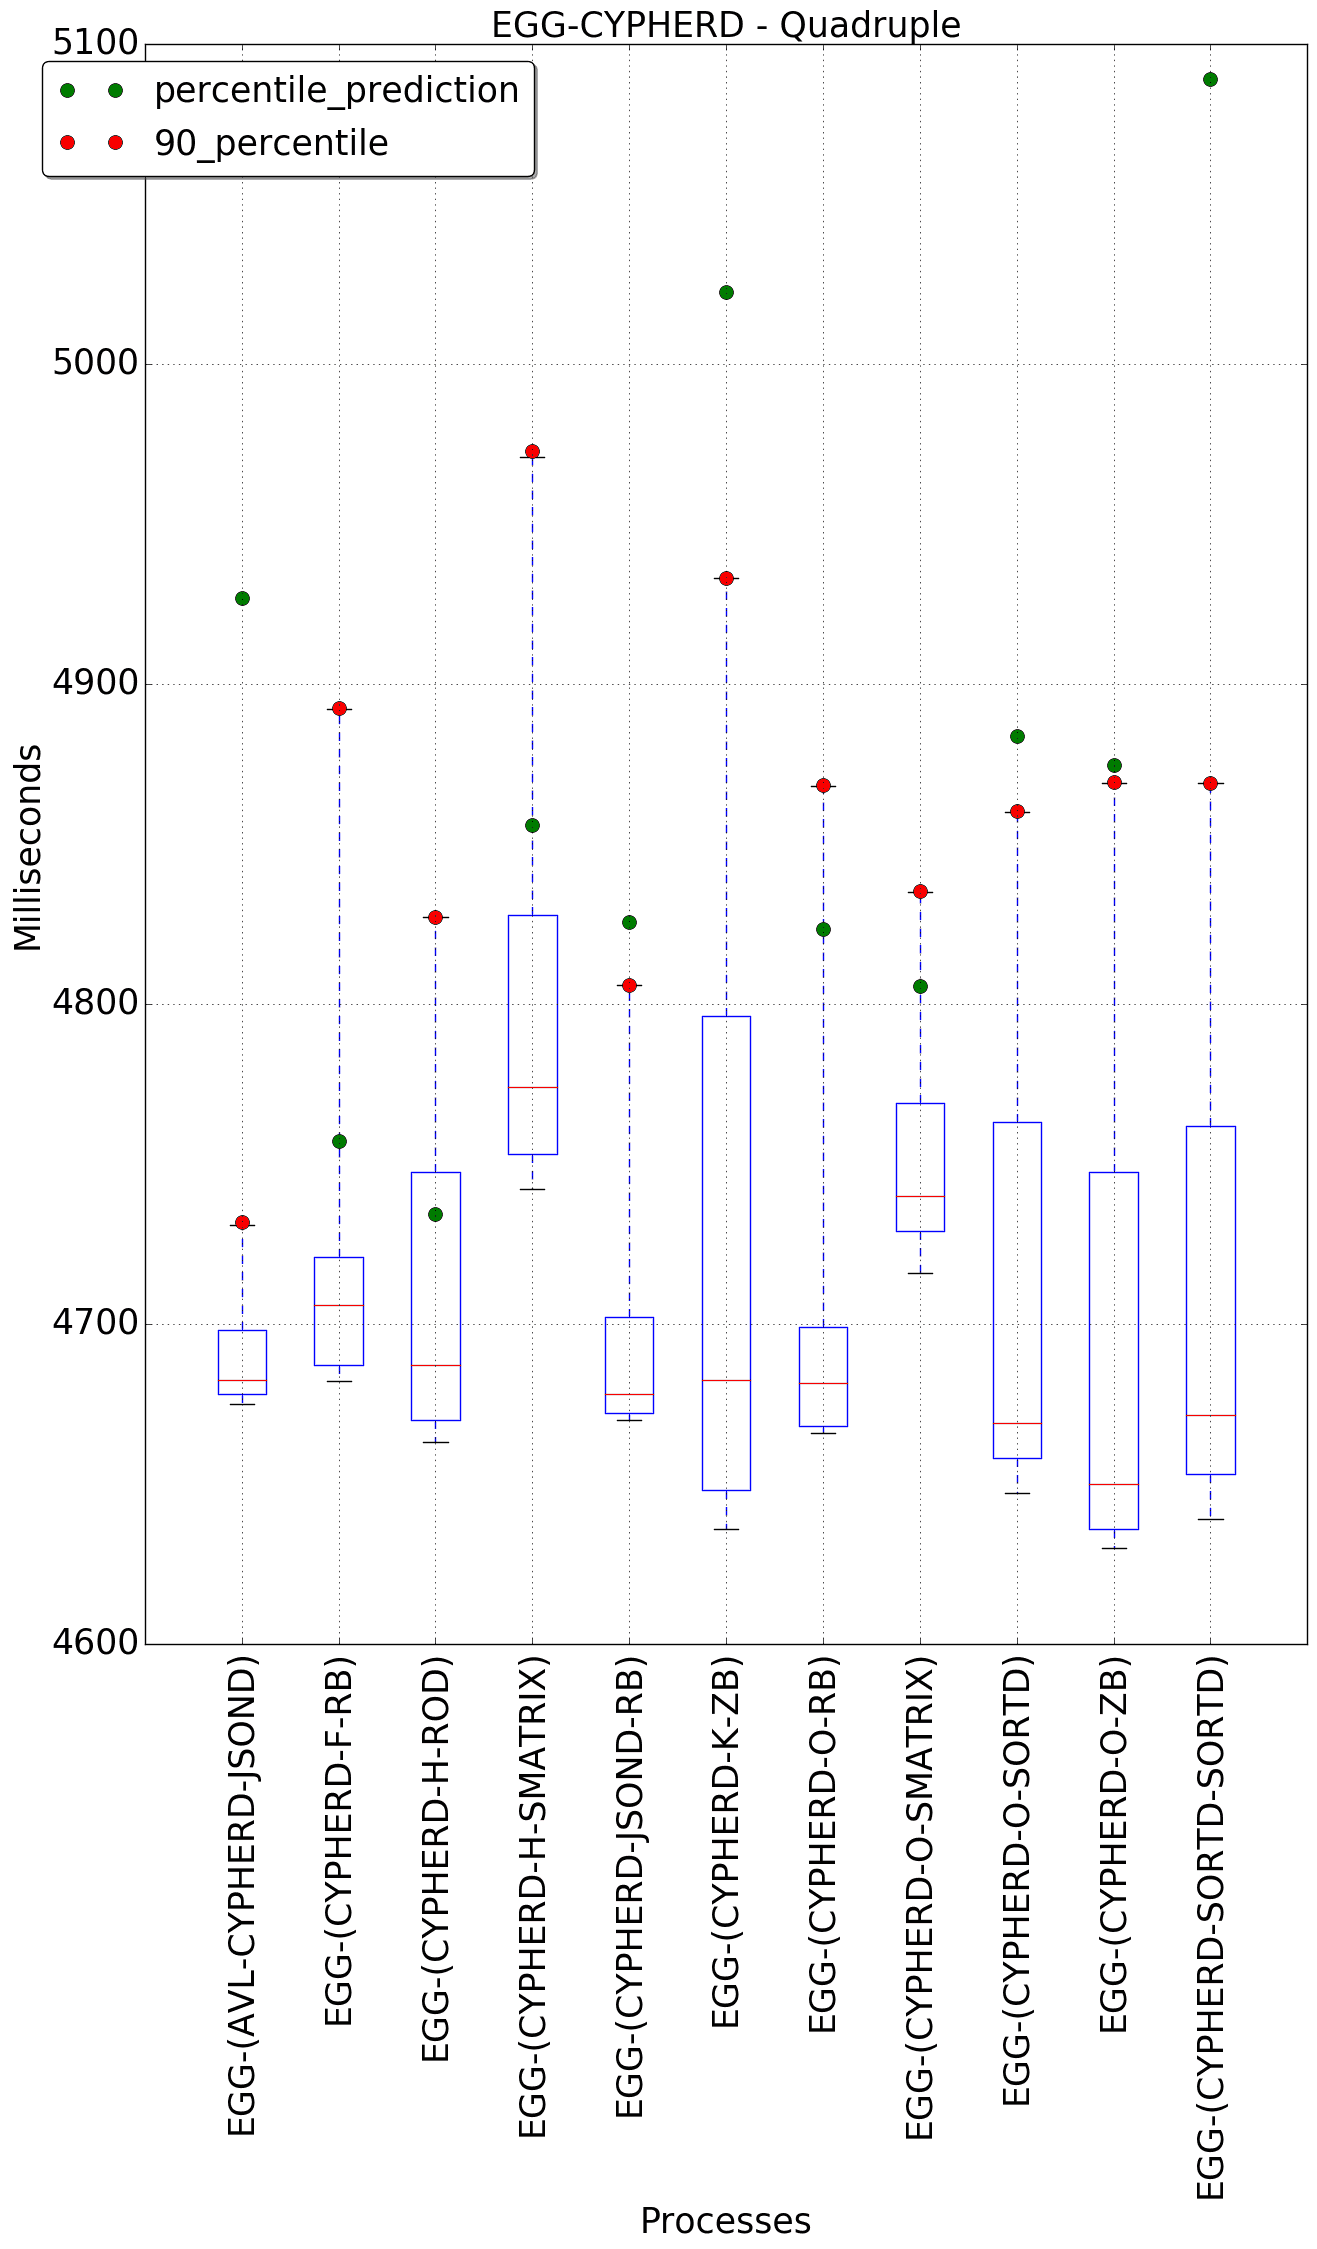 EGG-CYPHERD - Quadruple
percentile_prediction
90_percentile
5100
5000
4900
4800
4700
4600
Milliseconds
EGG-(AVL-CYPHERD-JSOND)
EGG-(CYPHERD-F-RB)
EGG-(CYPHERD-H-ROD)
EGG-(CYPHERD-H-SMATRIX)
EGG-(CYPHERD-JSOND-RB)
EGG-(CYPHERD-K-ZB)
EGG-(CYPHERD-O-RB)
EGG-(CYPHERD-O-SMATRIX)
EGG-(CYPHERD-O-SORTD)
EGG-(CYPHERD-O-ZB)
EGG-(CYPHERD-SORTD-SORTD)
Processes